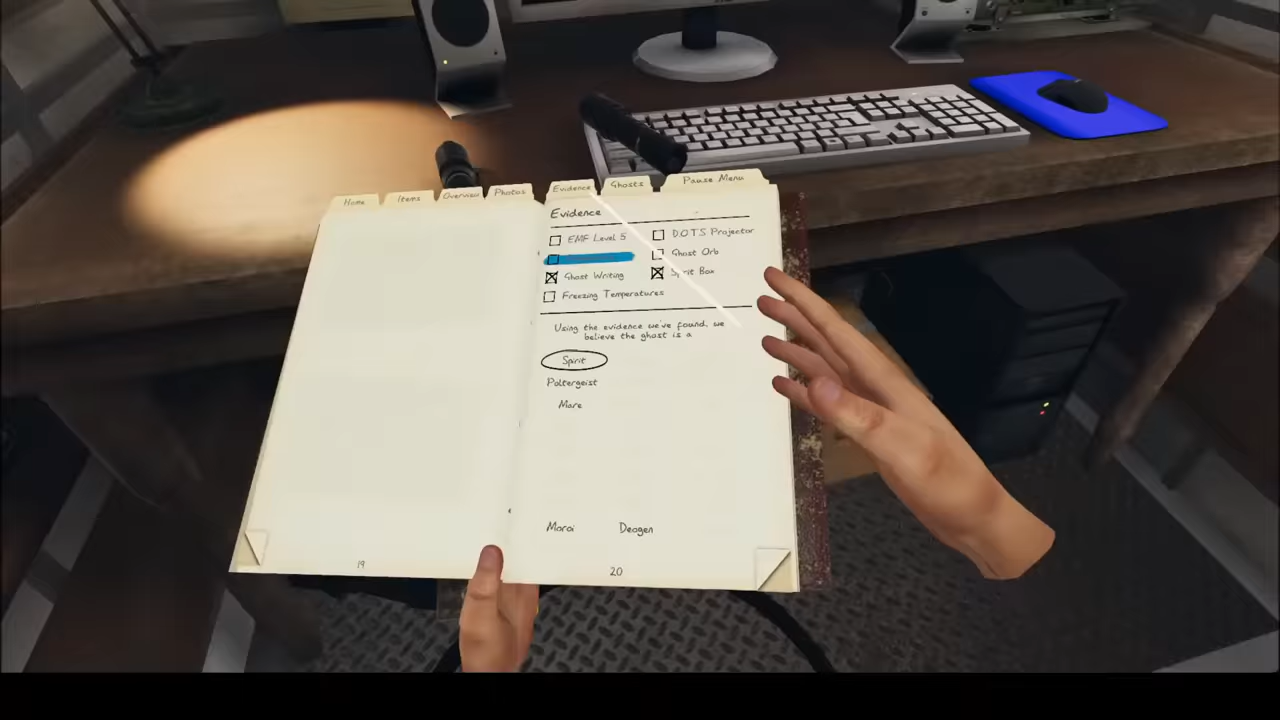 Home
Items
Overview
Photos
Evidence
Ghosts
Pause Menu
Evidence
EMF Level 5
D.O.T.S Projector
Ghost Orb
Ghost Writing
Spirit Box
Freezing Temperatures
Using the evidence we've found, we
believe the ghost is a
Spirit
Poltergeist
Mare
Moroi
Deogen
19
20